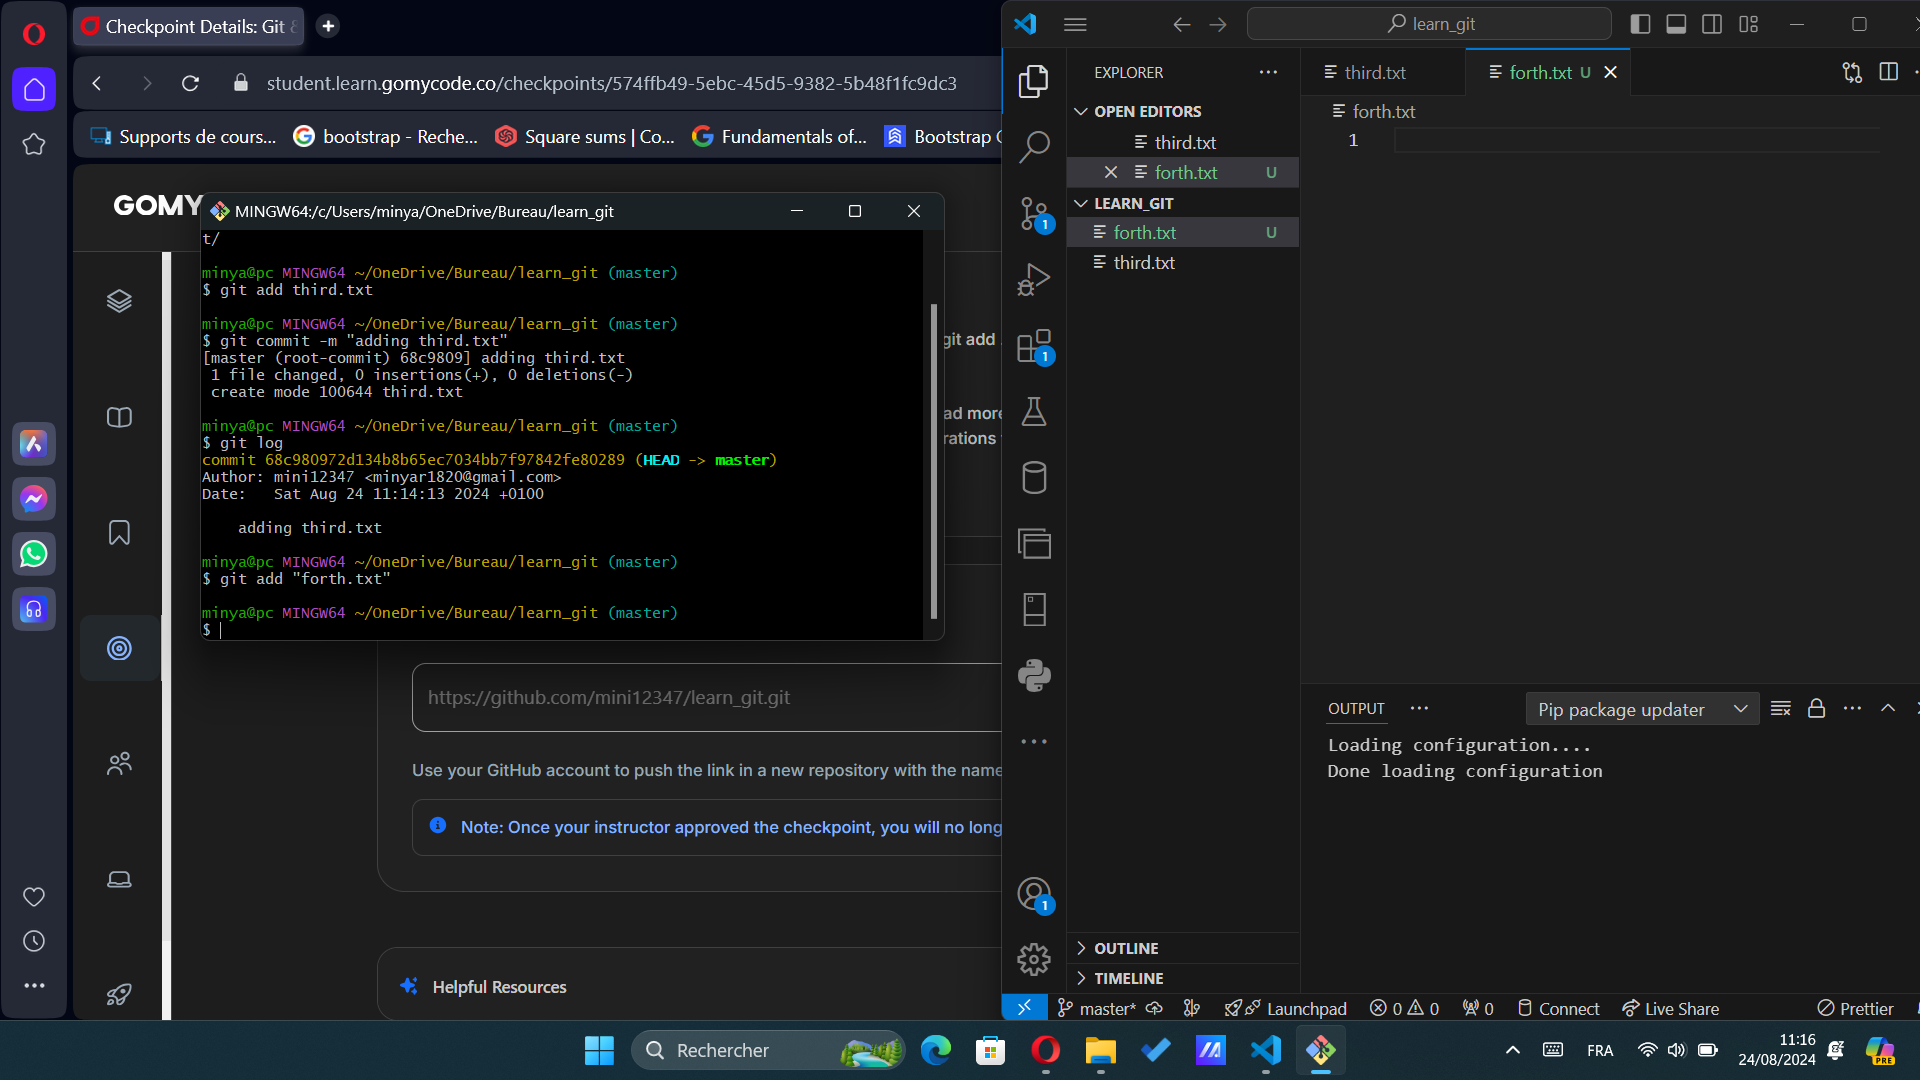 Checkpoint Details: Git &
student.learn.gomycode.co/checkpoints/574ffb49-5ebc-45d5-9382-5b48f1fc9dc3
Supports de cours...
bootstrap - Reche...
Square sums | Co...
Fundamentals of...
Bootstrap
GOMY
MINGW64:/c/Users/minya/OneDrive/Bureau/learn_git
t/
minya@pc MINGW64 ~/OneDrive/Bureau/learn_git (master)
$ git add third.txt
minya@pc MINGW64 ~/OneDrive/Bureau/learn_git (master)
$ git commit -m "adding third.txt"
[master (root-commit) 68c9809] adding third.txt
1 file changed, 0 insertions(+), 0 deletions(-)
create mode 100644 third.txt
minya@pc MINGW64 ~/OneDrive/Bureau/learn_git (master)
$ git log
commit 68c980972d134b8b65ec7034bb7f97842fe80289 (HEAD -> master)
Author: mini12347 <minyar1820@gmail.com>
Date:   Sat Aug 24 11:14:13 2024 +0100
adding third.txt
minya@pc MINGW64 ~/OneDrive/Bureau/learn_git (master)
$ git add "forth.txt"
minya@pc MINGW64 ~/OneDrive/Bureau/learn_git (master)
$
git add .
ad more
rations
https://github.com/mini12347/learn_git.git
Use your GitHub account to push the link in a new repository with the name
Note: Once your instructor approved the checkpoint, you will no long
Helpful Resources
learn_git
EXPLORER
OPEN EDITORS
third.txt
forth.txt U
LEARN_GIT
forth.txt U
third.txt
1
1
1
OUTLINE
TIMELINE
third.txt
forth.txt U
forth.txt
1
OUTPUT
Pip package updater
Loading configuration....
Done loading configuration
master*
Launchpad
0
0
0
Connect
Live Share
Prettier
Rechercher
FRA
11:16
24/08/2024
PRE